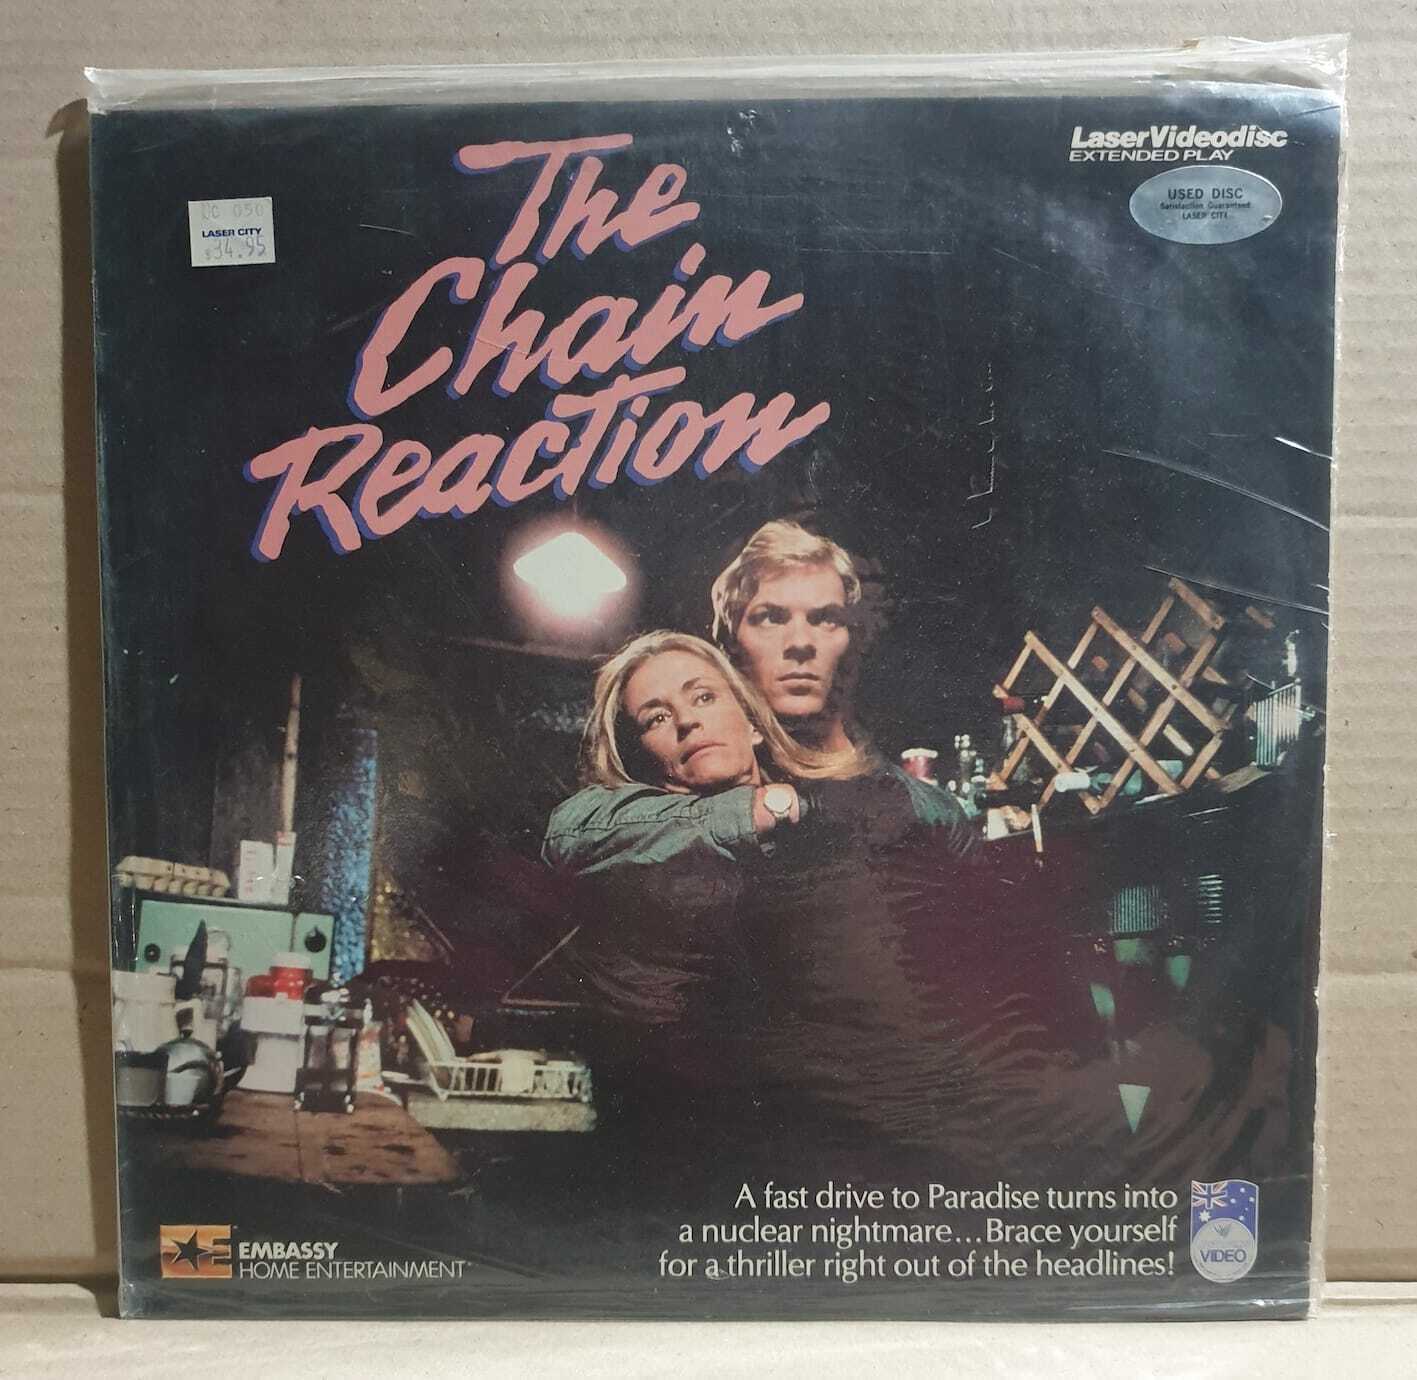 The
Chain
Reaction
LaserVideodisc
EXTENDED PLAY
USED DISC
Satisfaction Guaranteed
LASER CITY
050
LASER CITY
$34.95
A fast drive to Paradise turns into
a nuclear nightmare...Brace yourself
for a thriller right out of the headlines!
EMBASSY
HOME ENTERTAINMENT
VIDEO